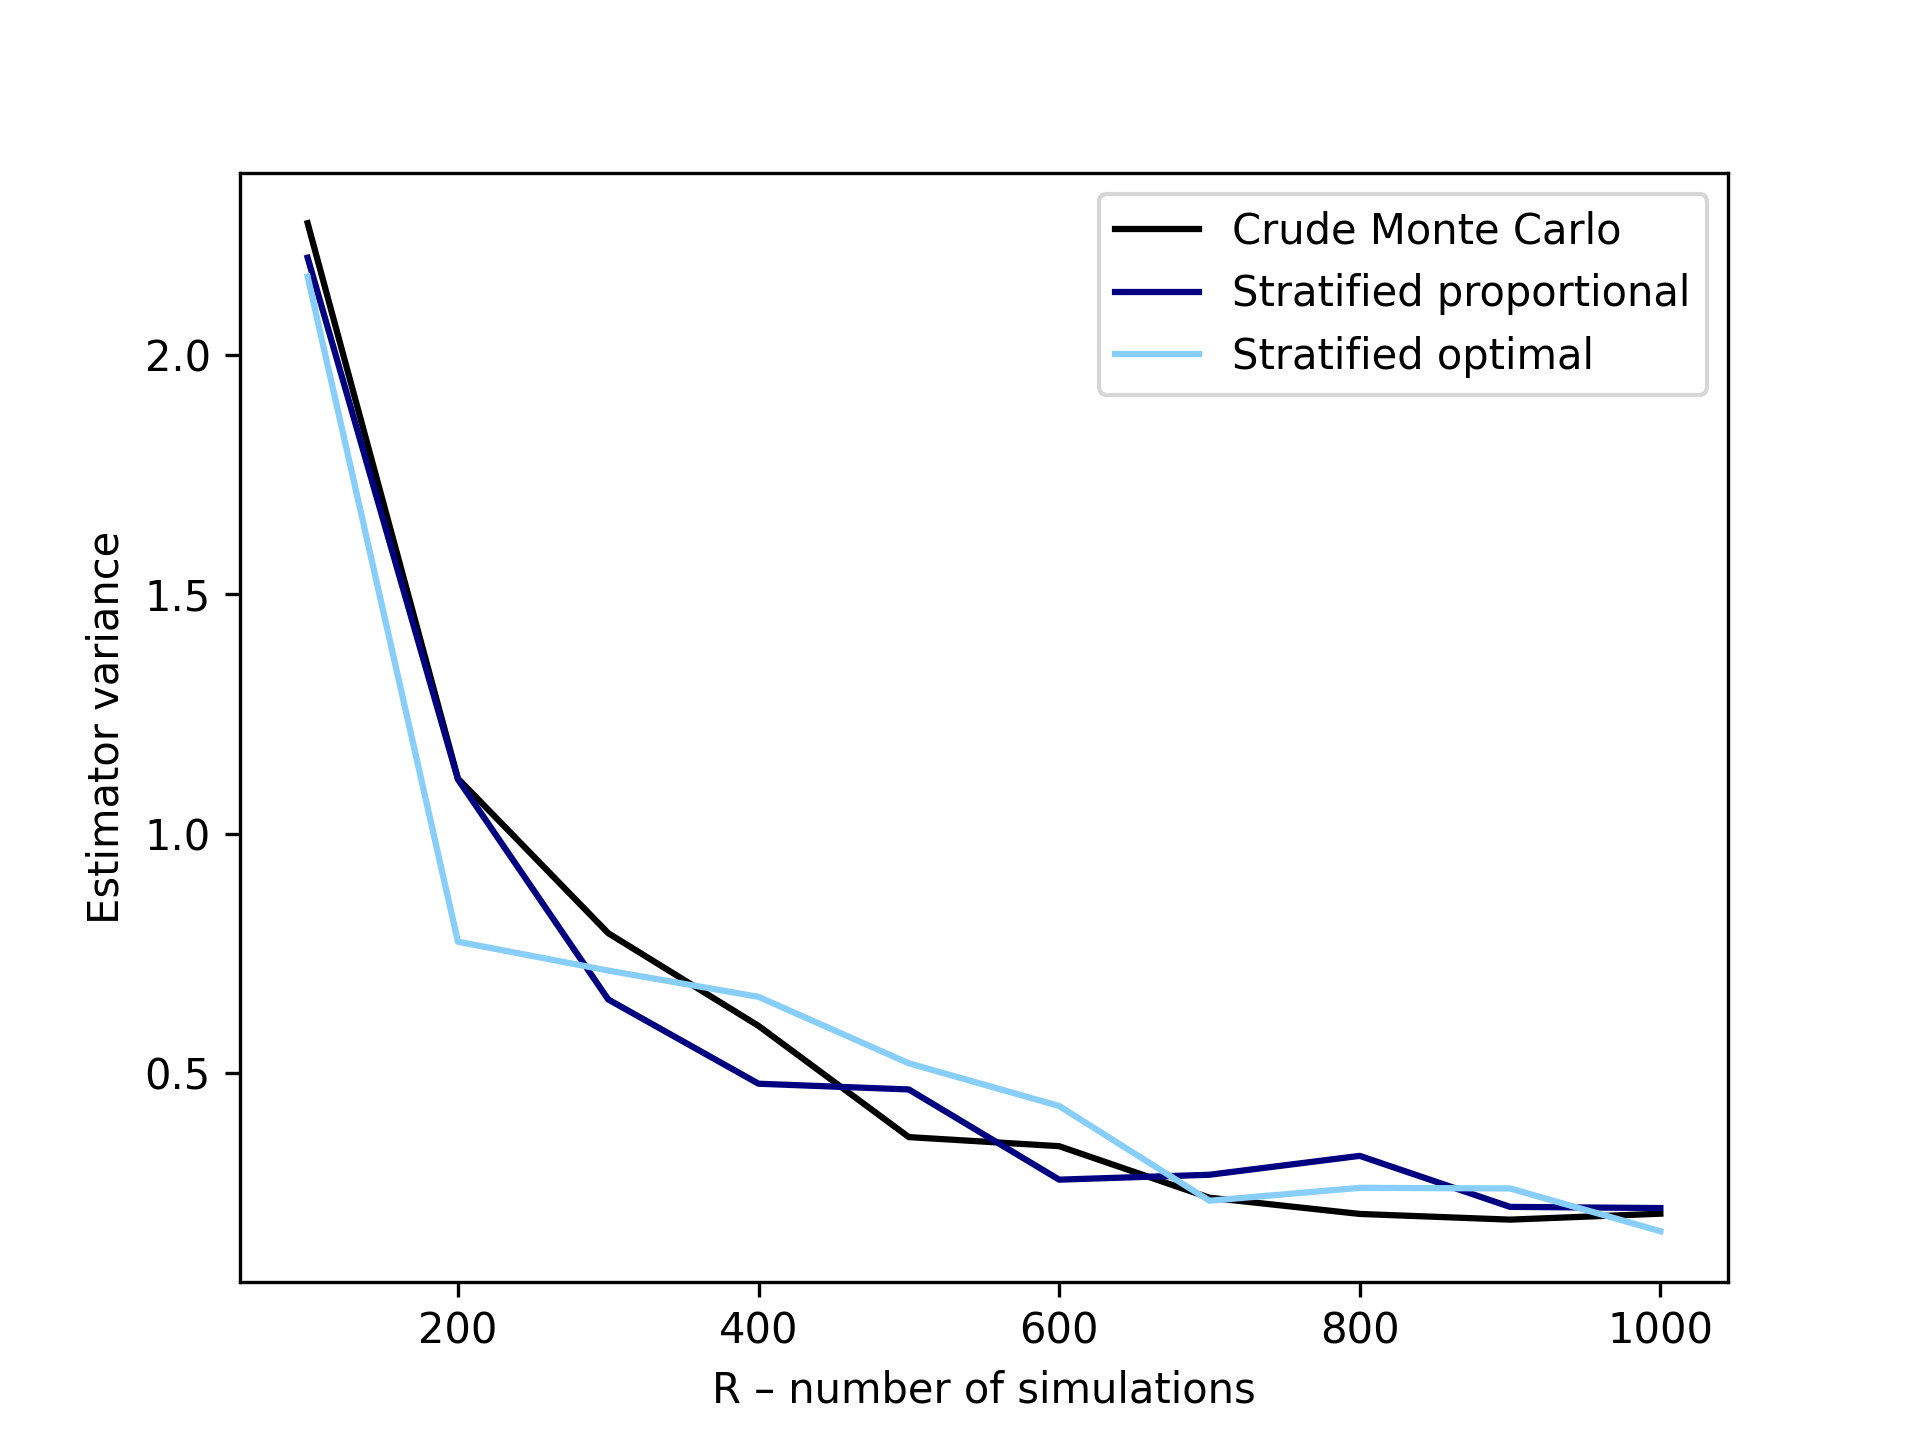 Crude Monte Carlo
Stratified proportional
Stratified optimal
Estimator variance
2.0
1.5
1.0
0.5
200 400 600 800 1000
R – number of simulations